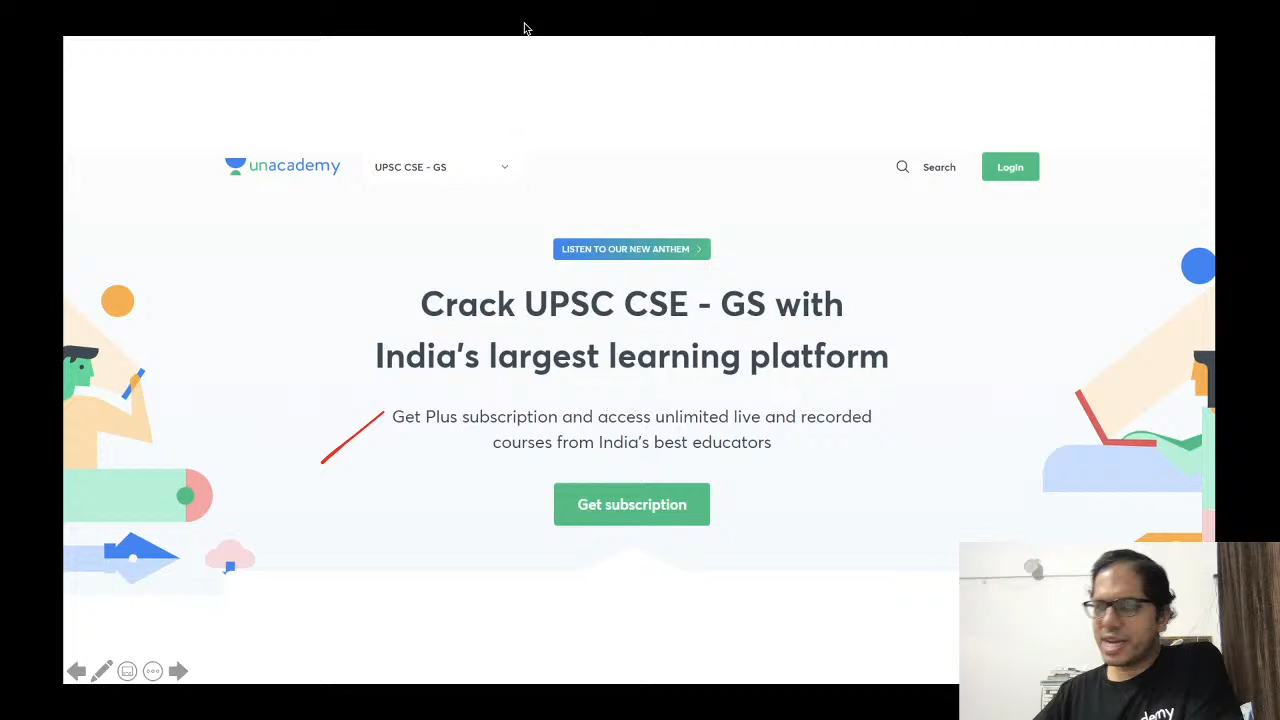 unacademy
UPSC CSE - GS
Search
Login
LISTEN TO OUR NEW ANTHEM
Crack UPSC CSE - GS with
India's largest learning platform
Get Plus subscription and access unlimited live and recorded
courses from India's best educators
Get subscription
demy